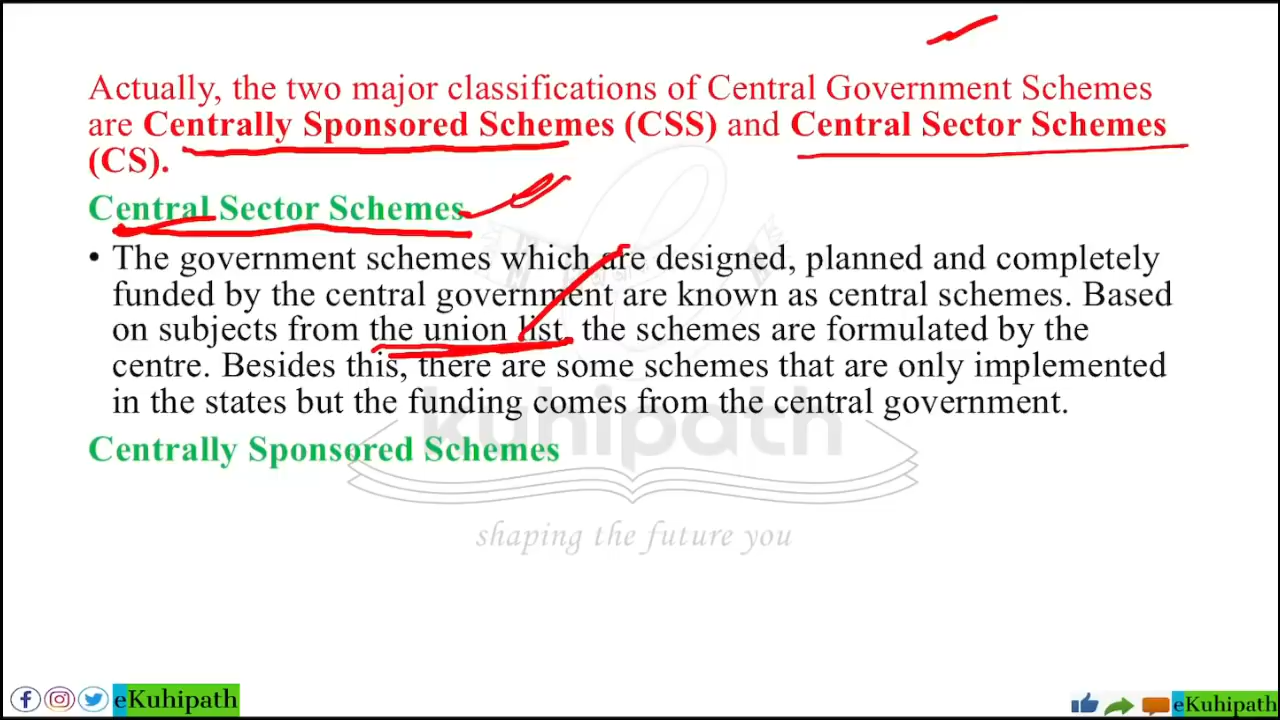 Actually, the two major classifications of Central Government Schemes
are Centrally Sponsored Schemes (CSS) and Central Sector Schemes
(CS).
Central Sector Schemes
• The government schemes which are designed, planned and completely
funded by the central government are known as central schemes. Based
on subjects from the union list, the schemes are formulated by the
centre. Besides this, there are some schemes that are only implemented
in the states but the funding comes from the central government.
Centrally Sponsored Schemes
kuhipath
shaping the future you
eKuhipath
eKuhipath